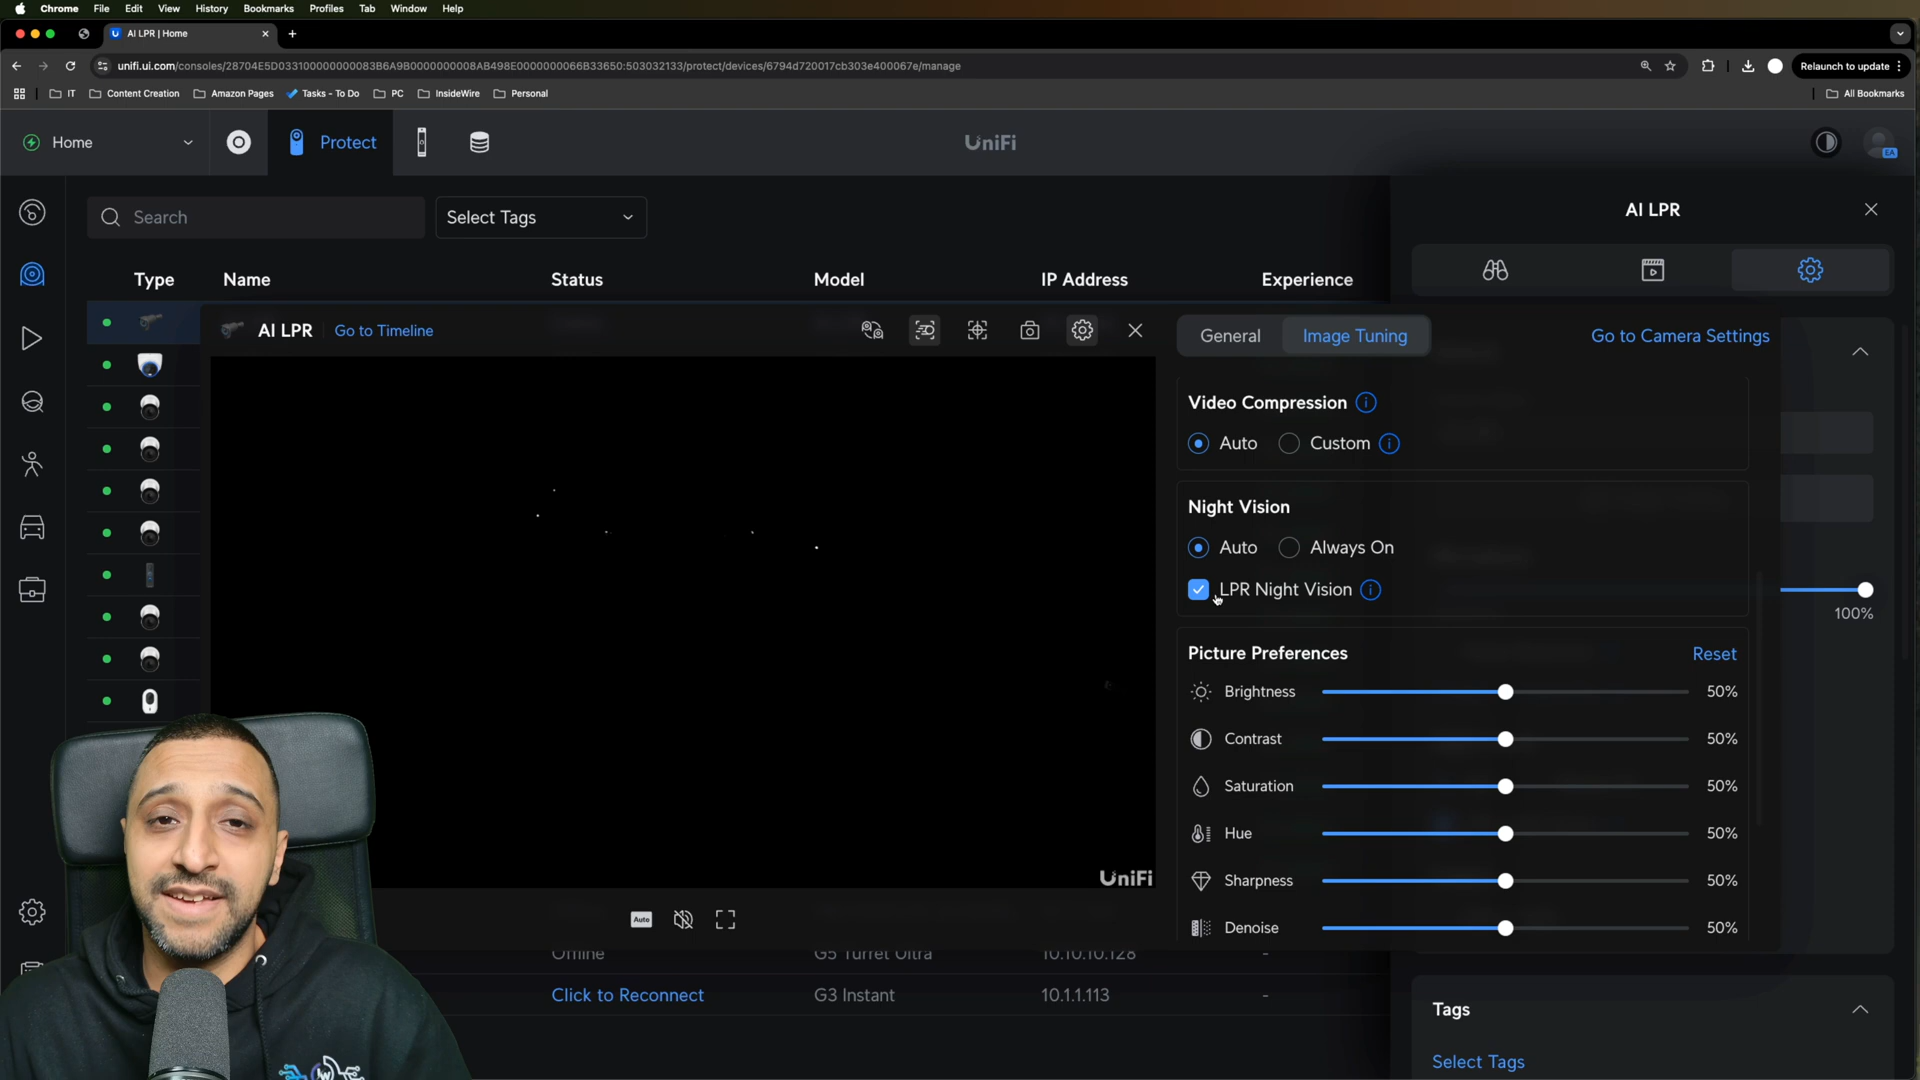 Chrome File Edit View History Bookmarks Profiles Tab Window Help
AI LPR | Home
unifi.ui.com/consoles/28704E5D033100000000083B6A9B0000000008AB498E0000000066B33650:503032133/protect/devices/6794d720017cb303e400067e/manage
Relaunch to update
IT Content Creation Amazon Pages Tasks - To Do PC InsideWire Personal
All Bookmarks
Home
Protect
UniFi
EA
Search
Select Tags
AI LPR
Type Name Status Model IP Address Experience
AI LPR Go to Timeline
General Image Tuning Go to Camera Settings
Video Compression
Auto Custom
Night Vision
Auto Always On
LPR Night Vision
100%
Picture Preferences Reset
Brightness 50%
Contrast 50%
Saturation 50%
Hue 50%
Sharpness 50%
Denoise 50%
UniFi
Auto
Offline G5 Turret Ultra 10.10.10.128 -
Click to Reconnect G3 Instant 10.1.1.113 -
Tags
Select Tags